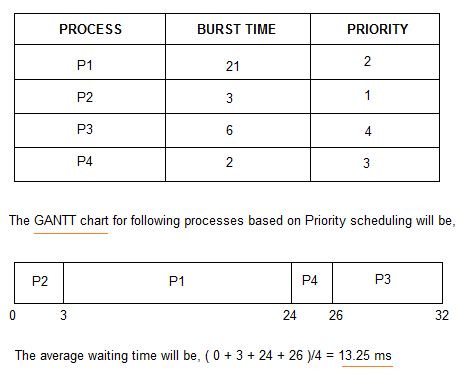 PROCESS BURST TIME PRIORITY
P1 21 2
P2 3 1
P3 6 4
P4 2 3
The GANTT chart for following processes based on Priority scheduling will be,
P2 P1 P4 P3
0 3 24 26 32
The average waiting time will be, ( 0 + 3 + 24 + 26 )/4 = 13.25 ms